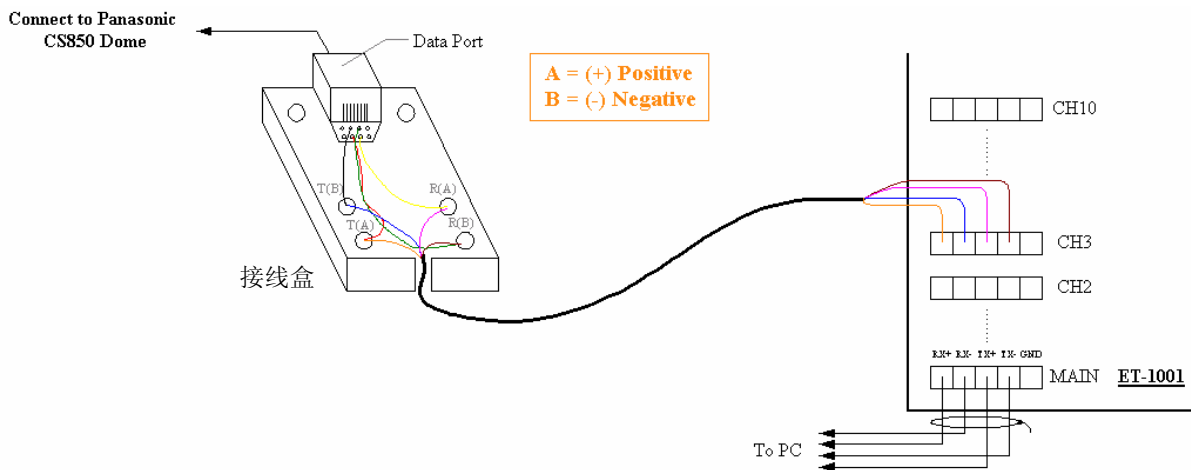 Connect to Panasonic
CS850 Dome
Data Port
A = (+) Positive
B = (-) Negative
CH10
T(B)
R(A)
T(A)
R(B)
接线盒
CH3
CH2
RX+ RX- TX+ TX- GND
MAIN ET-1001
To PC